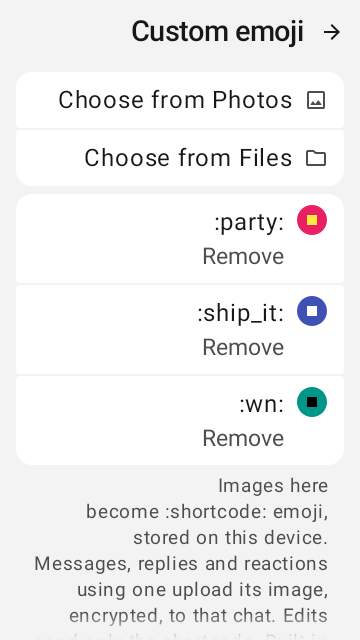 Custom emoji
Choose from Photos
Choose from Files
:party:
Remove
:ship_it:
Remove
:wn:
Remove
Images here
become :shortcode: emoji,
stored on this device.
Messages, replies and reactions
using one upload its image,
encrypted, to that chat. Edits